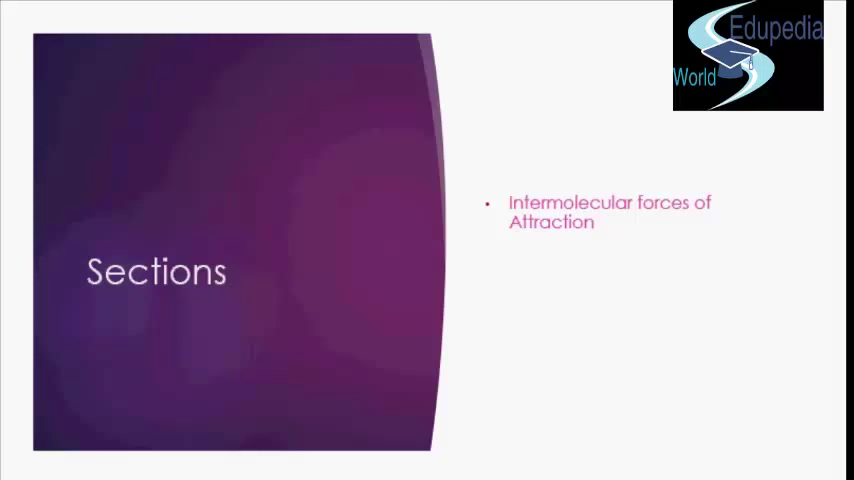 Edupedia
World
Sections
• Intermolecular forces of
Attraction